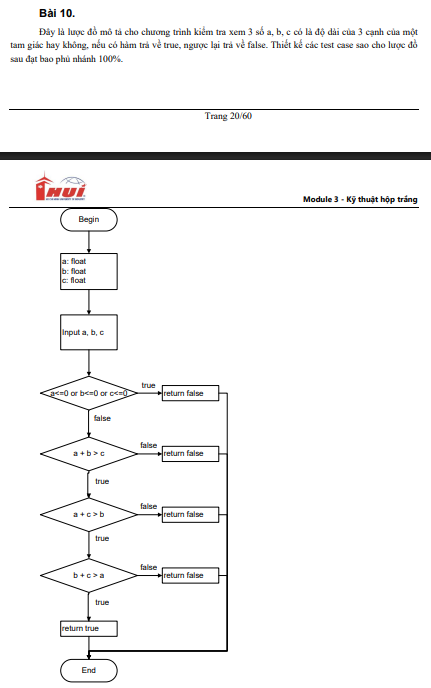 Bài 10.
Đây là lược đồ mô tả cho chương trình kiểm tra xem 3 số a, b, c có là độ dài của 3 cạnh của một
tam giác hay không, nếu có hàm trả về true, ngược lại trả về false. Thiết kế các test case sao cho lược đồ
sau đạt bao phủ nhánh 100%.
Trang 20/60
HUI
Module 3 - Kỹ thuật hộp trắng
Begin
a: float
b: float
c: float
Input a, b, c
a<=0 or b<=0 or c<=0
true
return false
false
a + b > c
false
return false
true
a + c > b
false
return false
true
b + c > a
false
return false
true
return true
End